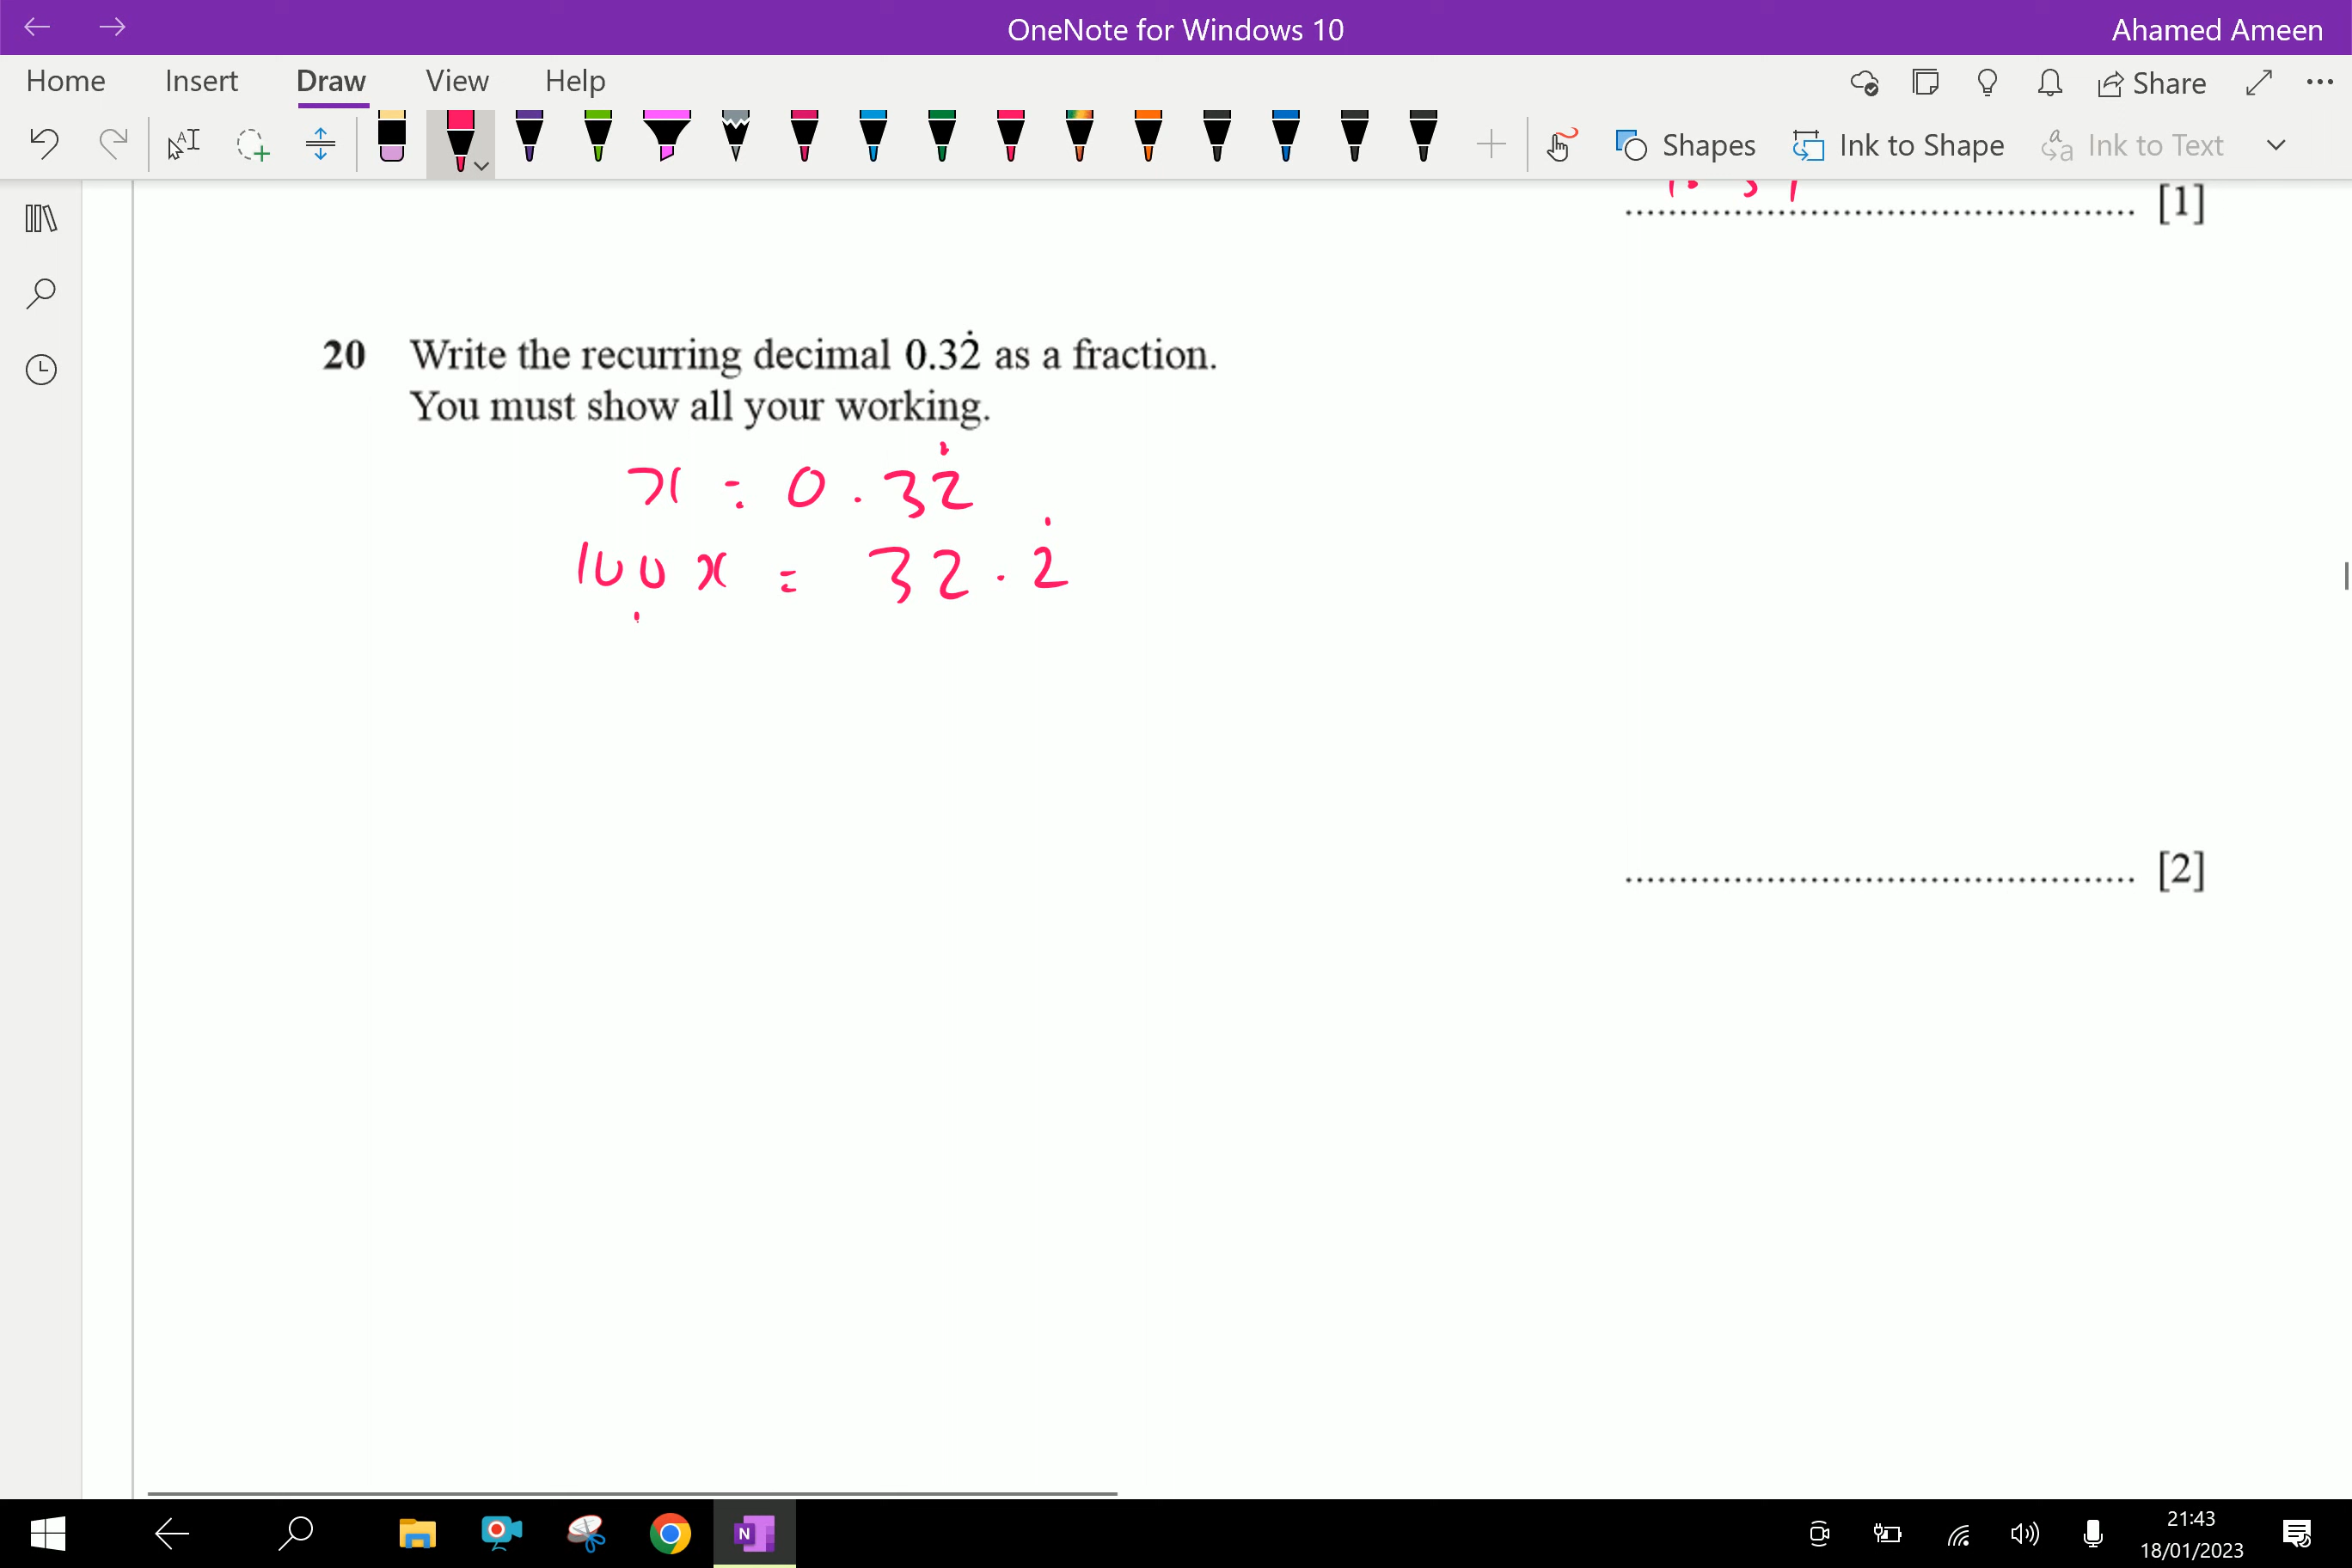 OneNote for Windows 10
Ahamed Ameen
Home Insert Draw View Help
Share
Shapes Ink to Shape Ink to Text
[1]
20 Write the recurring decimal 0.32̇ as a fraction.
You must show all your working.
x = 0.32̇
100x = 32.2̇
[2]
21:43
18/01/2023